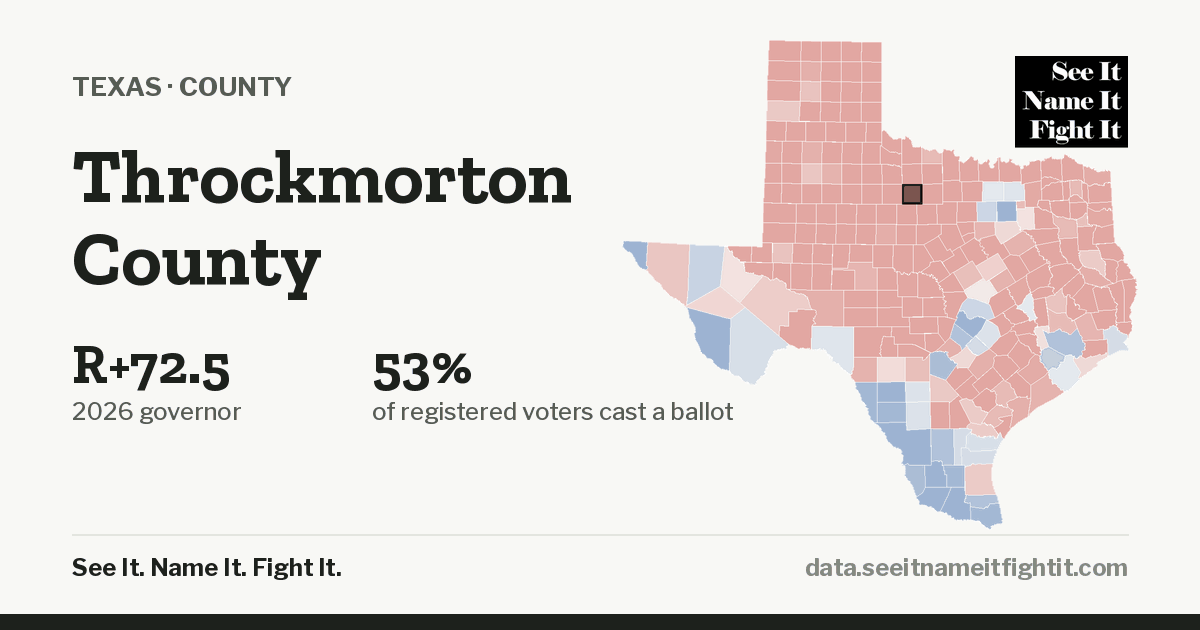 TEXAS · COUNTY
See It
Name It
Fight It
Throckmorton
County
R+72.5
2026 governor
53%
of registered voters cast a ballot
See It. Name It. Fight It.
data.seeitnameitfightit.com